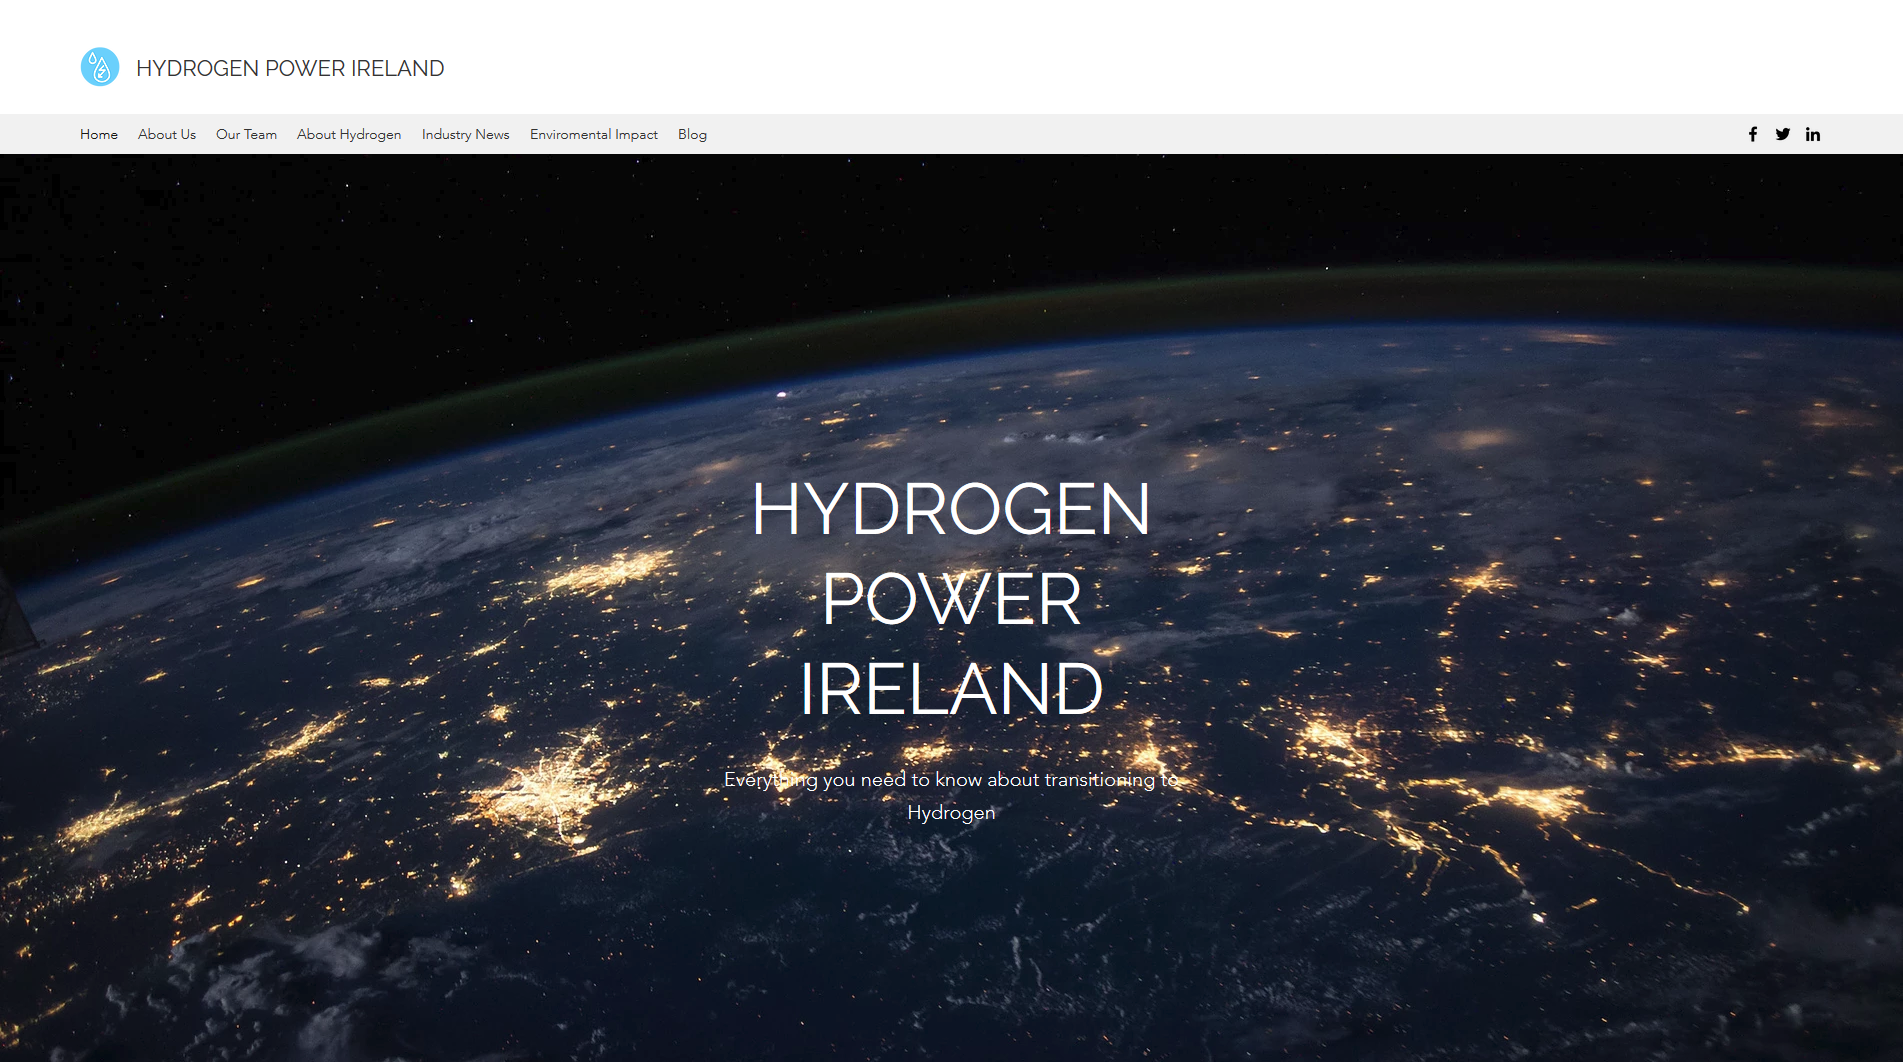 HYDROGEN POWER IRELAND
Home About Us Our Team About Hydrogen Industry News Enviromental Impact Blog
HYDROGEN
POWER
IRELAND
Everything you need to know about transitioning to
Hydrogen